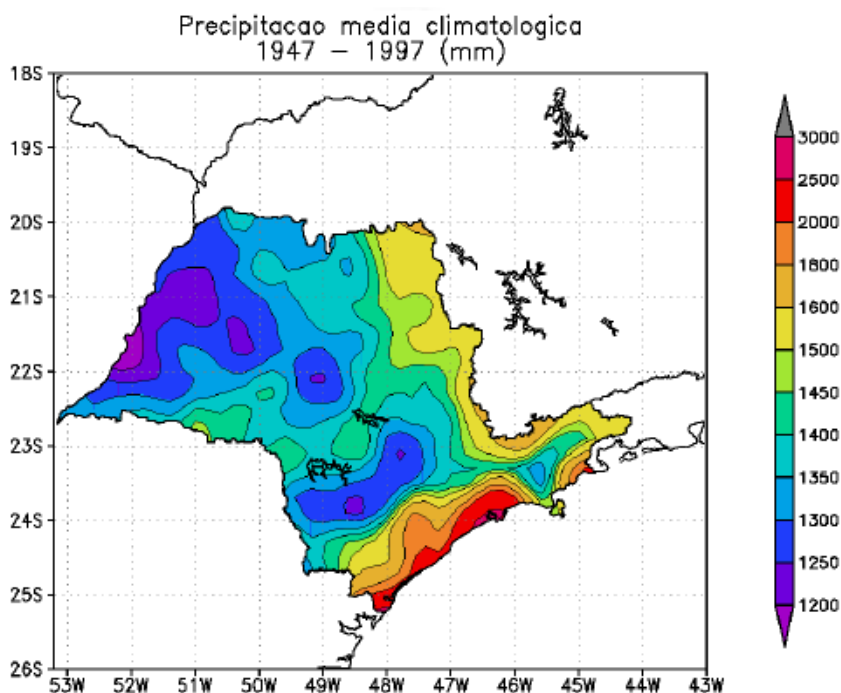 Precipitacao media climatologica
1947 – 1997 (mm)
18S
19S
20S
21S
22S
23S
24S
25S
26S
53W 52W 51W 50W 49W 48W 47W 46W 45W 44W 43W
3000
2500
2000
1800
1600
1500
1450
1400
1350
1300
1250
1200